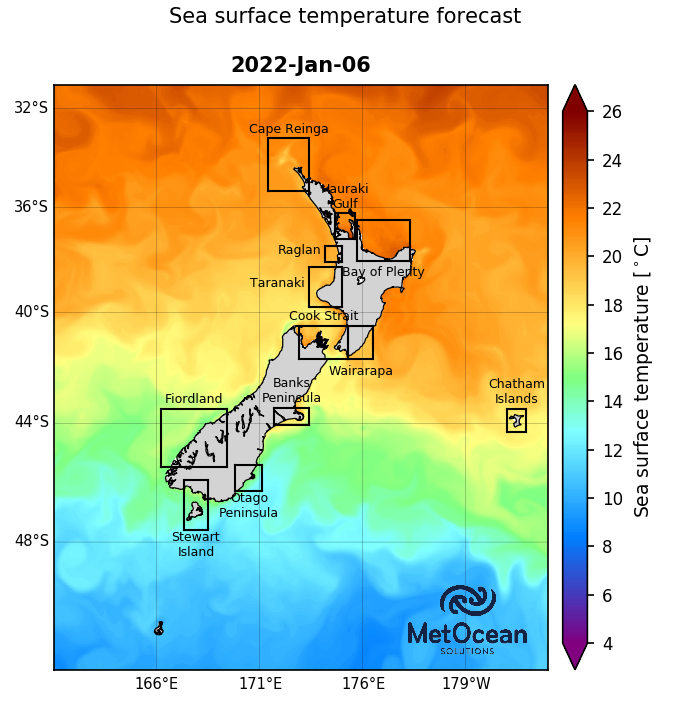 Sea surface temperature forecast
2022-Jan-06
32°S
36°S
40°S
44°S
48°S
166°E
171°E
176°E
179°W
Cape Reinga
Hauraki
Gulf
Raglan
Bay of Plenty
Taranaki
Cook Strait
Wairarapa
Banks
Peninsula
Fiordland
Chatham
Islands
Otago
Peninsula
Stewart
Island
MetOcean
SOLUTIONS
26
24
22
20
18
16
14
12
10
8
6
4
Sea surface temperature [°C]